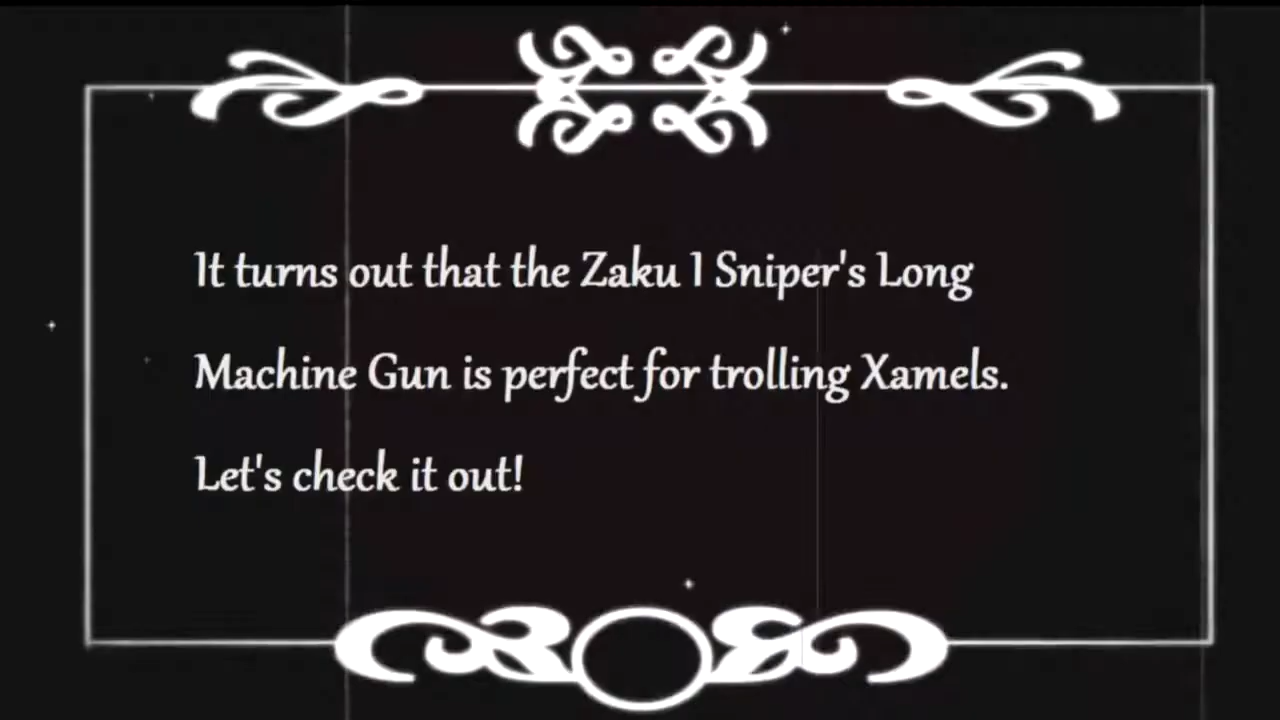 It turns out that the Zaku I Sniper's Long
Machine Gun is perfect for trolling Xamels.
Let's check it out!